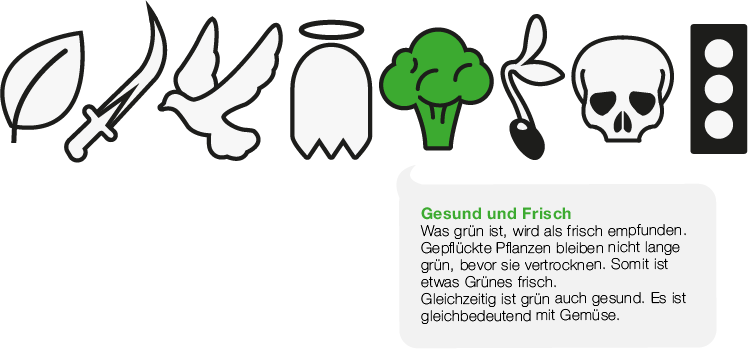 Gesund und Frisch
Was grün ist, wird als frisch empfunden.
Gepflückte Pflanzen bleiben nicht lange
grün, bevor sie vertrocknen. Somit ist
etwas Grünes frisch.
Gleichzeitig ist grün auch gesund. Es ist
gleichbedeutend mit Gemüse.